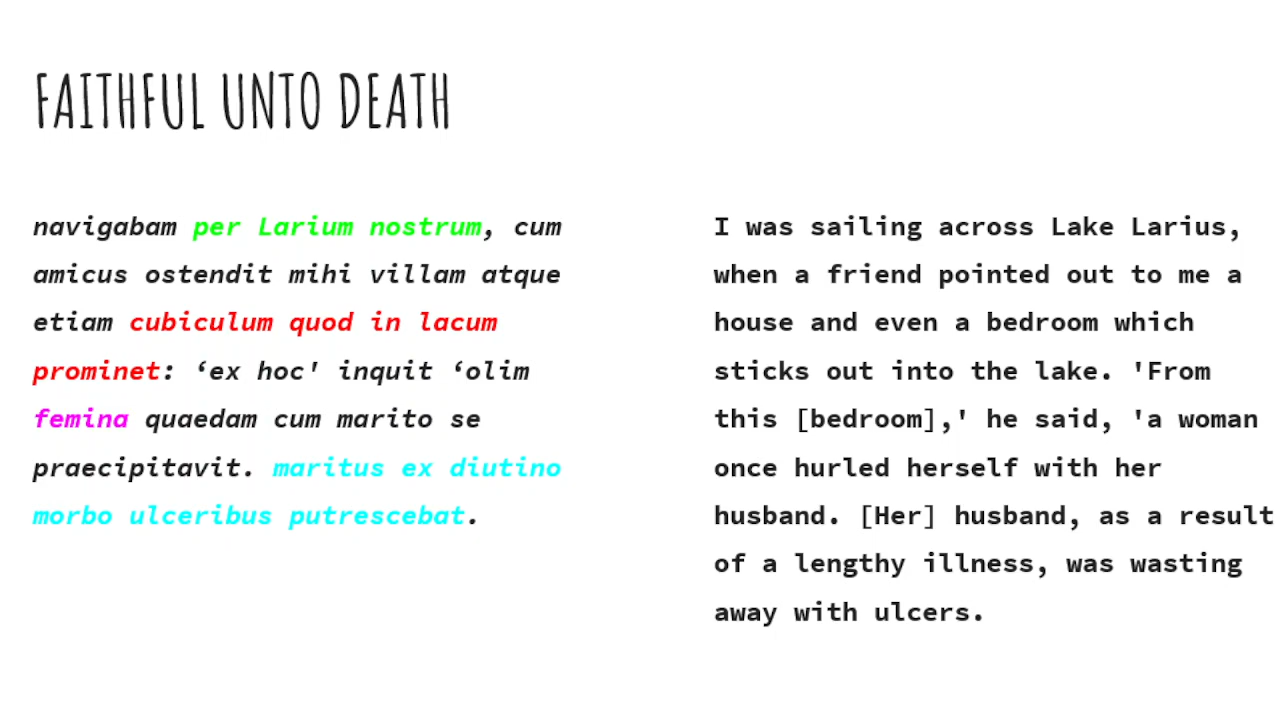 FAITHFUL UNTO DEATH
navigabam per Larium nostrum, cum
amicus ostendit mihi villam atque
etiam cubiculum quod in lacum
prominet: ‘ex hoc' inquit ‘olim
femina quaedam cum marito se
praecipitavit. maritus ex diutino
morbo ulceribus putrescebat.
I was sailing across Lake Larius,
when a friend pointed out to me a
house and even a bedroom which
sticks out into the lake. 'From
this [bedroom],' he said, 'a woman
once hurled herself with her
husband. [Her] husband, as a result
of a lengthy illness, was wasting
away with ulcers.